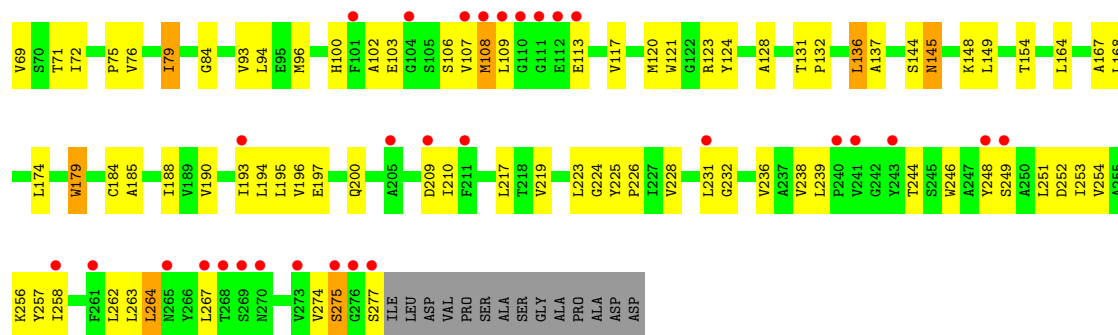 V69 S70 T71 I72 P75 V76 I79 G84 V93 L94 E95 M96 H100 F101 A102 E103 G104 S105 S106 V107 M108 L109 G110 G111 E112 E113 V117 M120 W121 G122 R123 Y124 A128 T131 P132 L136 A137 S144 N145 K148 L149 T154 L164 A167 L168
L174 W179 C184 A185 I188 V189 V190 I193 L194 L195 V196 E197 Q200 A205 D209 I210 F211 L217 T218 V219 L223 G224 Y225 P226 I227 V228 L231 G232 V236 A237 V238 L239 P240 V241 G242 Y243 T244 S245 W246 A247 Y248 S249 A250 L251 D252 I253 V254 A255
K256 Y257 I258 F261 L262 L263 L264 N265 Y266 L267 T268 S269 N270 V273 V274 S275 G276 S277 ILE LEU ASP VAL PRO SER ALA SER GLY ALA PRO ALA ASP ASP